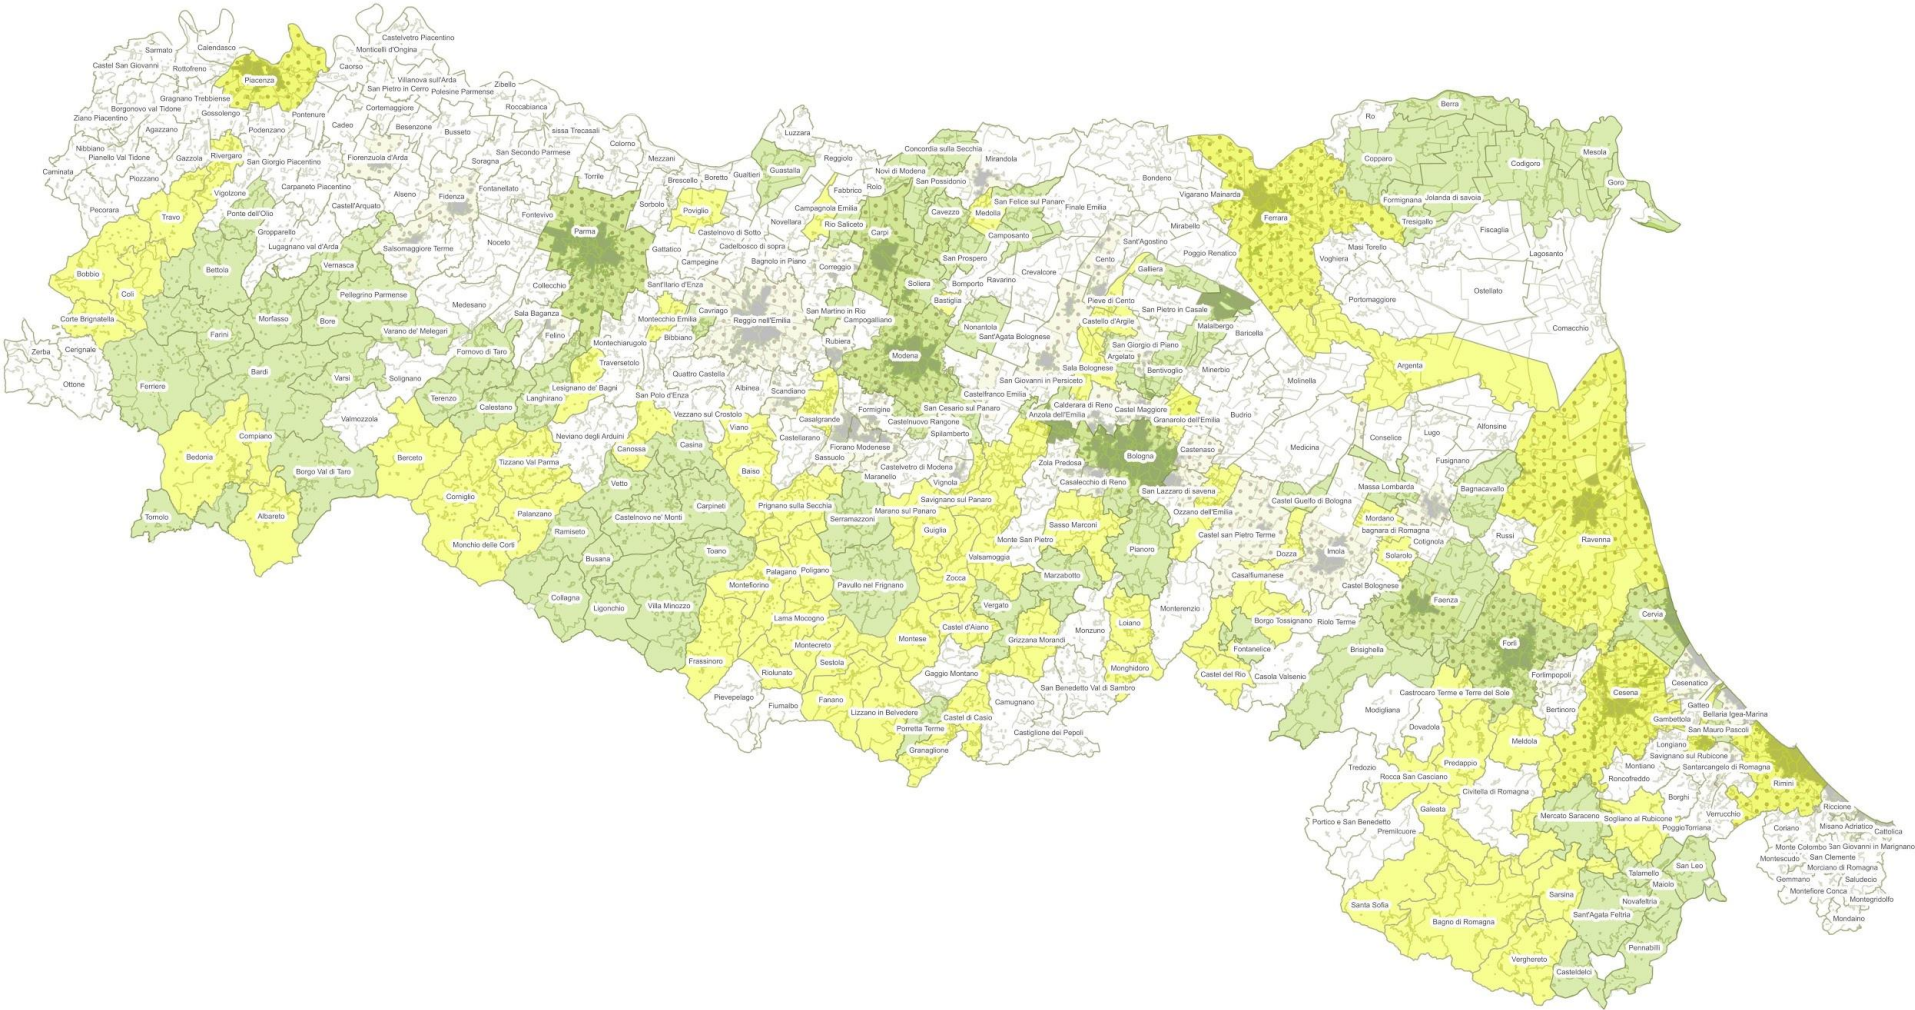 Castelvetro Piacentino
Sarmato
Calendasco
Monticelli d'Ongina
Castel San Giovanni
Rottofreno
Caorso
Piacenza
Villanova sull'Arda
Zibello
San Pietro in Cerro
Polesine Parmense
Gragnano Trebbiense
Borgonovo val Tidone
Gossolengo
Pontenure
Cortemaggiore
Roccabianca
Ziano Piacentino
Agazzano
Podenzano
Cadeo
Besenzone
Busseto
sissa Trecasali
Luzzara
Colorno
Nibbiano
Pianello Val Tidone
Gazzola
Rivergaro
San Giorgio Piacentino
Fiorenzuola d'Arda
San Secondo Parmense
Soragna
Mezzani
Reggiolo
Caminata
Piozzano
Vigolzone
Carpaneto Piacentino
Alseno
Fidenza
Fontanellato
Torrile
Brescello
Boretto
Gualtieri
Guastalla
Pecorara
Travo
Ponte dell'Olio
Castell'Arquato
Fontevivo
Sorbolo
Poviglio
Gropparello
Lugagnano val d'Arda
Salsomaggiore Terme
Noceto
Parma
Gattatico
Castelnovo di Sotto
Cadelbosco di sopra
Novellara
Campagnola Emilia
Fabbrico
Rolo
Rio Saliceto
Bobbio
Coli
Bettola
Vernasca
Pellegrino Parmense
Medesano
Collecchio
Campegine
Bagnolo in Piano
Correggio
Sant'Ilario d'Enza
Corte Brignatella
Farini
Morfasso
Bore
Varano de' Melegari
Sala Baganza
Felino
Montecchio Emilia
Cavriago
Reggio nell'Emilia
San Martino in Rio
Campogalliano
Zerba
Cerignale
Ottone
Ferriere
Bardi
Varsi
Solignano
Fornovo di Taro
Montechiarugolo
Traversetolo
Bibbiano
Quattro Castella
Albinea
Scandiano
Rubiera
Modena
Terenzo
Calestano
Langhirano
Lesignano de' Bagni
San Polo d'Enza
Vezzano sul Crostolo
Viano
Casalgrande
Formigine
Valmozzola
Compiano
Bedonia
Borgo Val di Taro
Berceto
Tizzano Val Parma
Neviano degli Arduini
Canossa
Casina
Castellarano
Fiorano Modenese
Sassuolo
Tornolo
Albareto
Corniglio
Palanzano
Monchio delle Corti
Vetto
Baiso
Carpineti
Castelnovo ne' Monti
Ramiseto
Busana
Toano
Collagna
Ligonchio
Villa Minozzo
Concordia sulla Secchia
Mirandola
Novi di Modena
San Possidonio
San Felice sul Panaro
Cavezzo
Medolla
Finale Emilia
Carpi
Camposanto
San Prospero
Soliera
Bomporto
Ravarino
Crevalcore
Bastiglia
Nonantola
Sant'Agata Bolognese
Bondeno
Vigarano Mainarda
Mirabello
Sant'Agostino
Cento
Poggio Renatico
Galliera
Pieve di Cento
San Pietro in Casale
Castello d'Argile
Malalbergo
Baricella
San Giorgio di Piano
Argelato
Sala Bolognese
Bentivoglio
Minerbio
San Giovanni in Persiceto
Castelfranco Emilia
San Cesario sul Panaro
Castelnuovo Rangone
Spilamberto
Calderara di Reno
Castel Maggiore
Anzola dell'Emilia
Granarolo dell'Emilia
Budrio
Molinella
Castelvetro di Modena
Vignola
Maranello
Zola Predosa
Bologna
Castenaso
Medicina
Casalecchio di Reno
San Lazzaro di savena
Savignano sul Panaro
Marano sul Panaro
Prignano sulla Secchia
Serramazzoni
Guiglia
Monte San Pietro
Sasso Marconi
Ozzano dell'Emilia
Castel Guelfo di Bologna
Castel san Pietro Terme
Pianoro
Valsamoggia
Marzabotto
Dozza
Imola
Palagano
Poligano
Montefiorino
Pavullo nel Frignano
Zocca
Vergato
Casalfiumanese
Lama Mocogno
Montecreto
Montese
Castel d'Aiano
Grizzana Morandi
Monzuno
Loiano
Monterenzio
Borgo Tossignano
Fontanelice
Frassinoro
Riolunato
Sestola
Gaggio Montano
Monghidoro
Castel del Rio
Casola Valsenio
Pievepelago
Fiumalbo
Fanano
Lizzano in Belvedere
San Benedetto Val di Sambro
Camugnano
Castel di Casio
Porretta Terme
Castiglione dei Pepoli
Granaglione
Ro
Berra
Copparo
Codigoro
Mesola
Goro
Formignana
Jolanda di savoia
Tresigallo
Ferrara
Fiscaglia
Masi Torello
Voghiera
Lagosanto
Portomaggiore
Ostellato
Comacchio
Argenta
Conselice
Lugo
Alfonsine
Fusignano
Massa Lombarda
Bagnacavallo
Mordano
bagnara di Romagna
Cotignola
Solarolo
Russi
Ravenna
Castel Bolognese
Faenza
Riolo Terme
Cervia
Brisighella
Forlì
Forlimpopoli
Cesena
Cesenatico
Castrocaro Terme e Terre del Sole
Modigliana
Bertinoro
Gatteo
Bellaria Igea-Marina
Gambettola
San Mauro Pascoli
Dovadola
Meldola
Longiano
Savignano sul Rubicone
Predappio
Montiano
Santarcangelo di Romagna
Tredozio
Rocca San Casciano
Roncofreddo
Rimini
Civitella di Romagna
Borghi
Galeata
Riccione
Mercato Saraceno
Sogliano al Rubicone
Verrucchio
Portico e San Benedetto
Premilcuore
PoggioTorriana
Coriano
Misano Adriatico
Cattolica
Monte Colombo
San Giovanni in Marignano
Montescudo
San Clemente
San Leo
Talamello
Morciano di Romagna
Maiolo
Gemmano
Saludecio
Sarsina
Montefiore Conca
Novafeltria
Montegridolfo
Santa Sofia
Sant'Agata Feltria
Mondaino
Bagno di Romagna
Pennabilli
Verghereto
Casteldelci